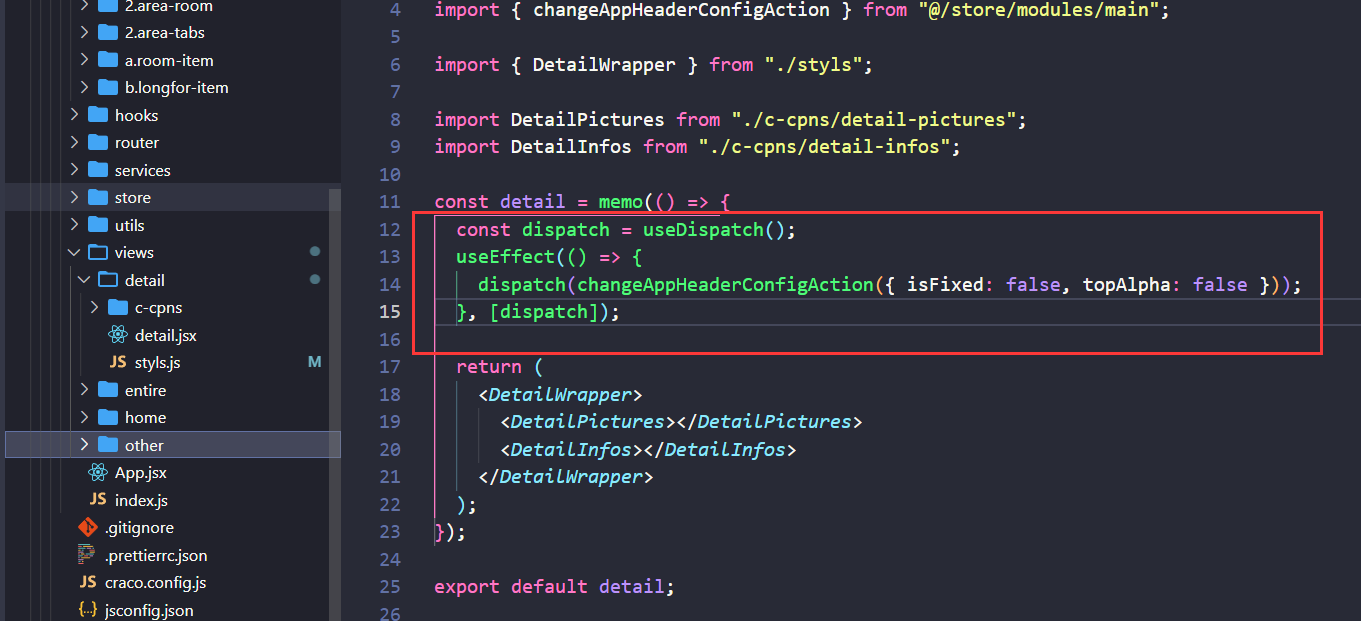 2.area-room
2.area-tabs
a.room-item
b.longfor-item
hooks
router
services
store
utils
views
detail
c-cpns
detail.jsx
JS styls.js M
entire
home
other
App.jsx
JS index.js
.gitignore
.prettierrc.json
JS craco.config.js
{..} jsconfig.json
4 import { changeAppHeaderConfigAction } from "@/store/modules/main";
5
6 import { DetailWrapper } from "./styls";
7
8 import DetailPictures from "./c-cpns/detail-pictures";
9 import DetailInfos from "./c-cpns/detail-infos";
10
11 const detail = memo(() => {
12 const dispatch = useDispatch();
13 useEffect(() => {
14 dispatch(changeAppHeaderConfigAction({ isFixed: false, topAlpha: false }));
15 }, [dispatch]);
16
17 return (
18 <DetailWrapper>
19 <DetailPictures></DetailPictures>
20 <DetailInfos></DetailInfos>
21 </DetailWrapper>
22 );
23 });
24
25 export default detail;
26